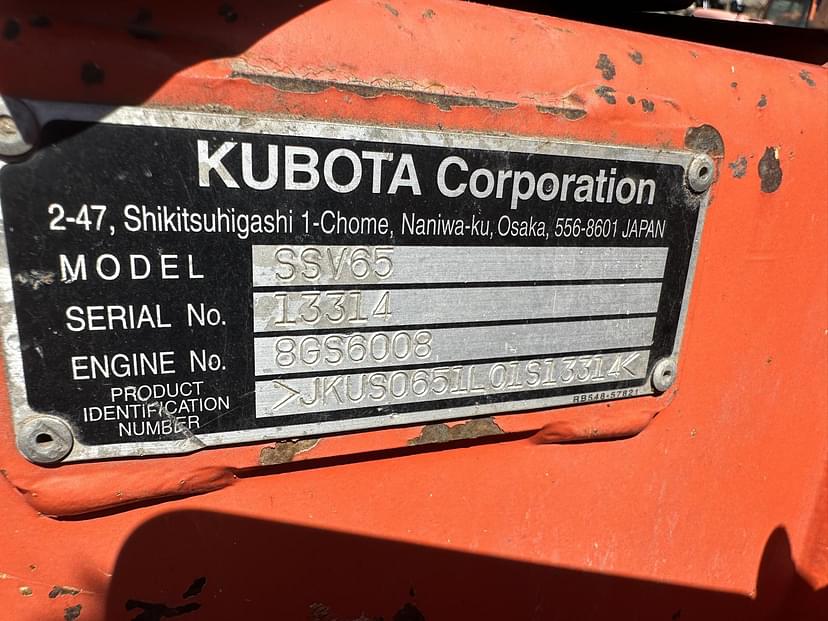 KUBOTA Corporation
2-47, Shikitsuhigashi 1-Chome, Naniwa-ku, Osaka, 556-8601 JAPAN
MODEL SSV65
SERIAL No. 13314
ENGINE No. 8GS6008
PRODUCT IDENTIFICATION NUMBER >JKUS0651L01S13314<
RB548-57821